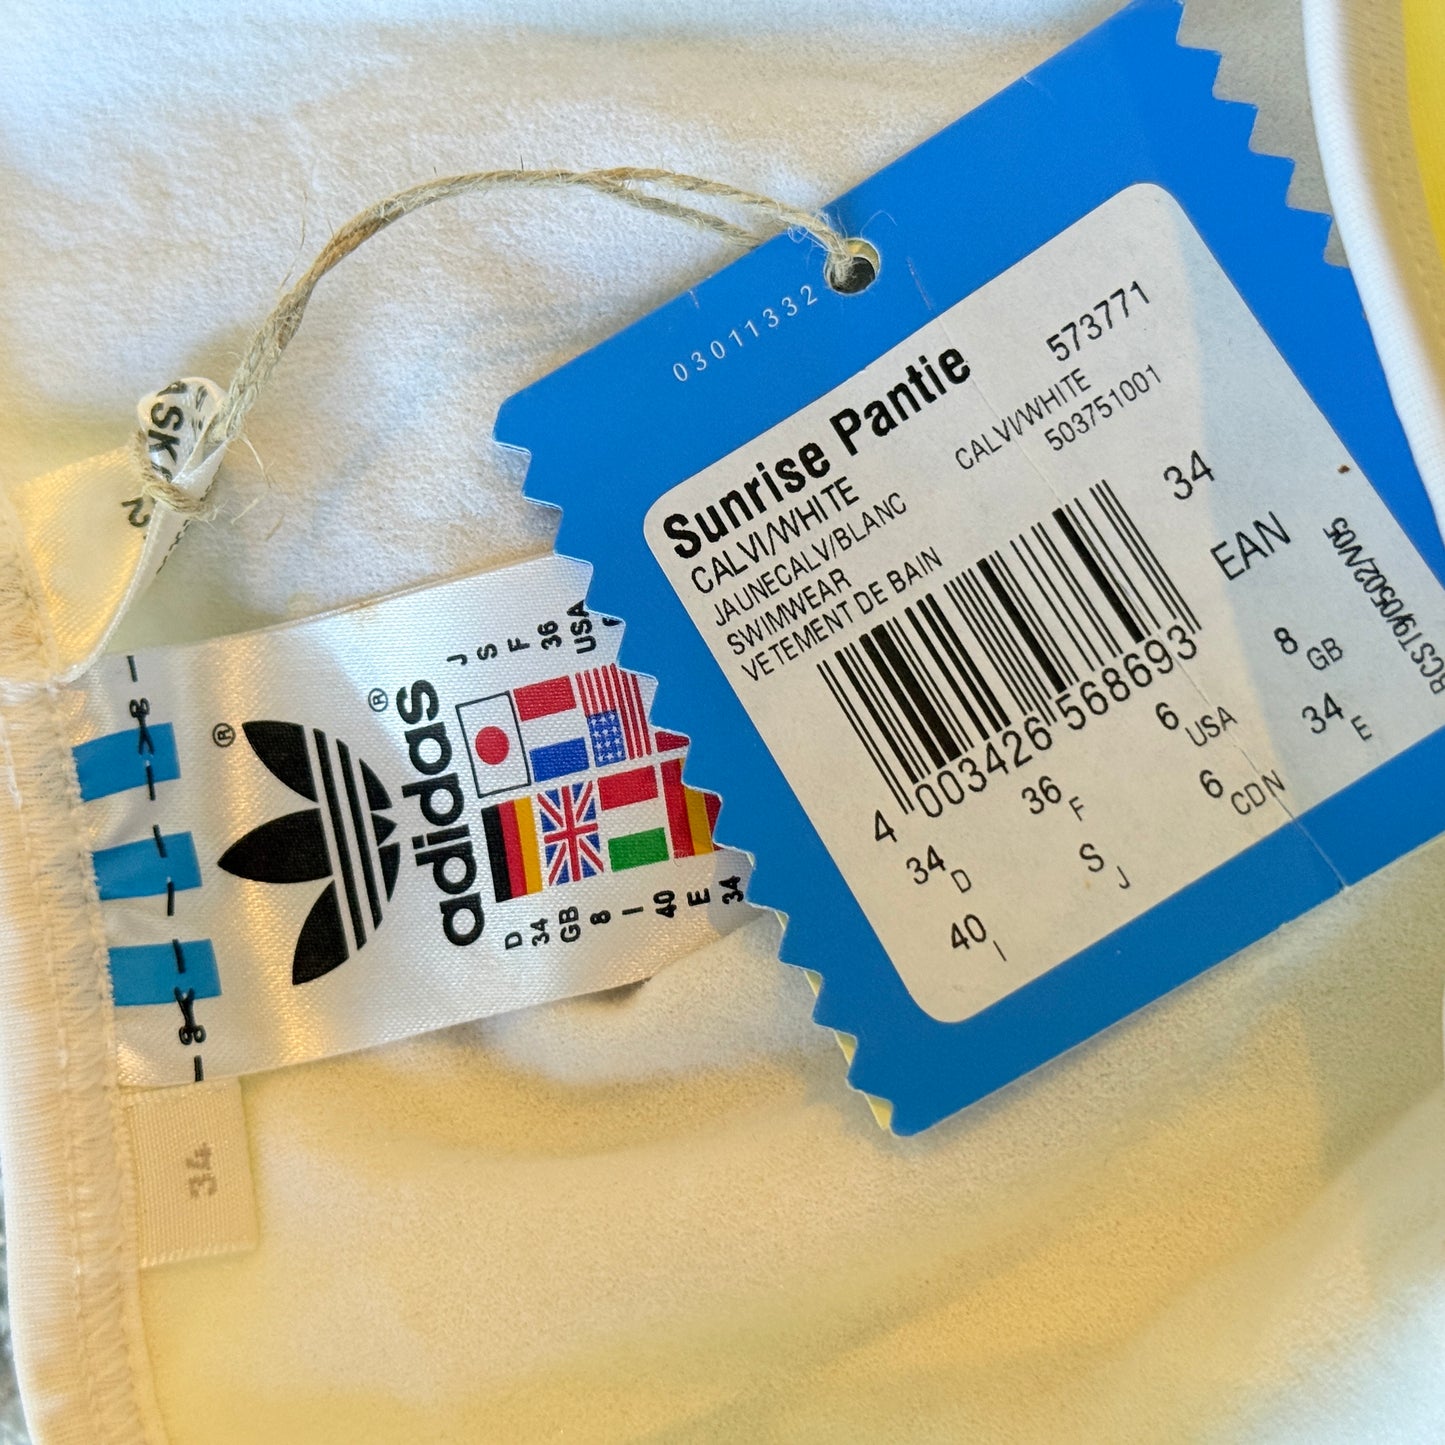 03011332
Sunrise Pantie 573771
CALVI/WHITE CALVI/WHITE
JAUNECALV/BLANC 503751001
SWIMWEAR
VETEMENT DE BAIN
34
EAN
4 003426 568693
34 D 36 F 6 USA 8 GB
40 I S J 6 CDN 34 E
®
adidas®
J
S
F
36
USA
D
34
GB
8
I
40
E
34
34